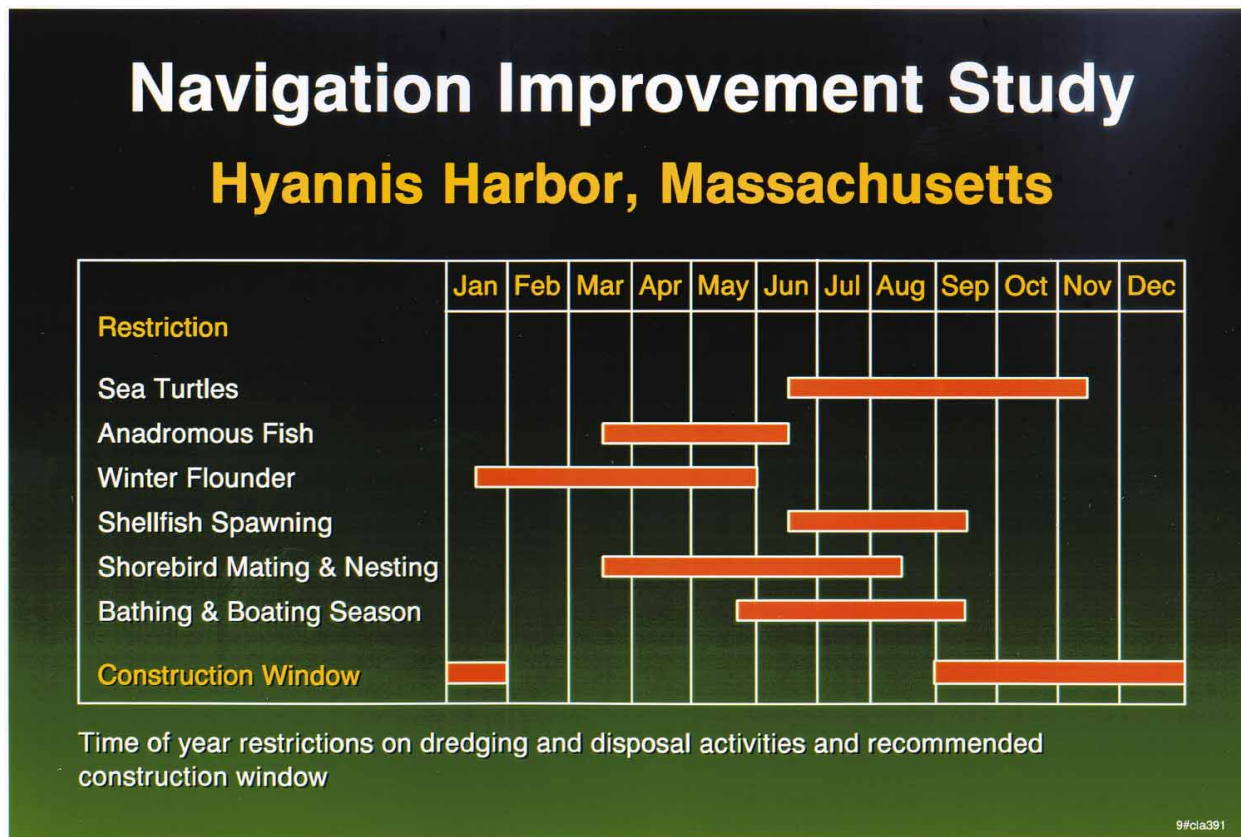 Navigation Improvement Study
Hyannis Harbor, Massachusetts
Jan Feb Mar Apr May Jun Jul Aug Sep Oct Nov Dec
Restriction
Sea Turtles
Anadromous Fish
Winter Flounder
Shellfish Spawning
Shorebird Mating & Nesting
Bathing & Boating Season
Construction Window
Time of year restrictions on dredging and disposal activities and recommended
construction window
9#cla391